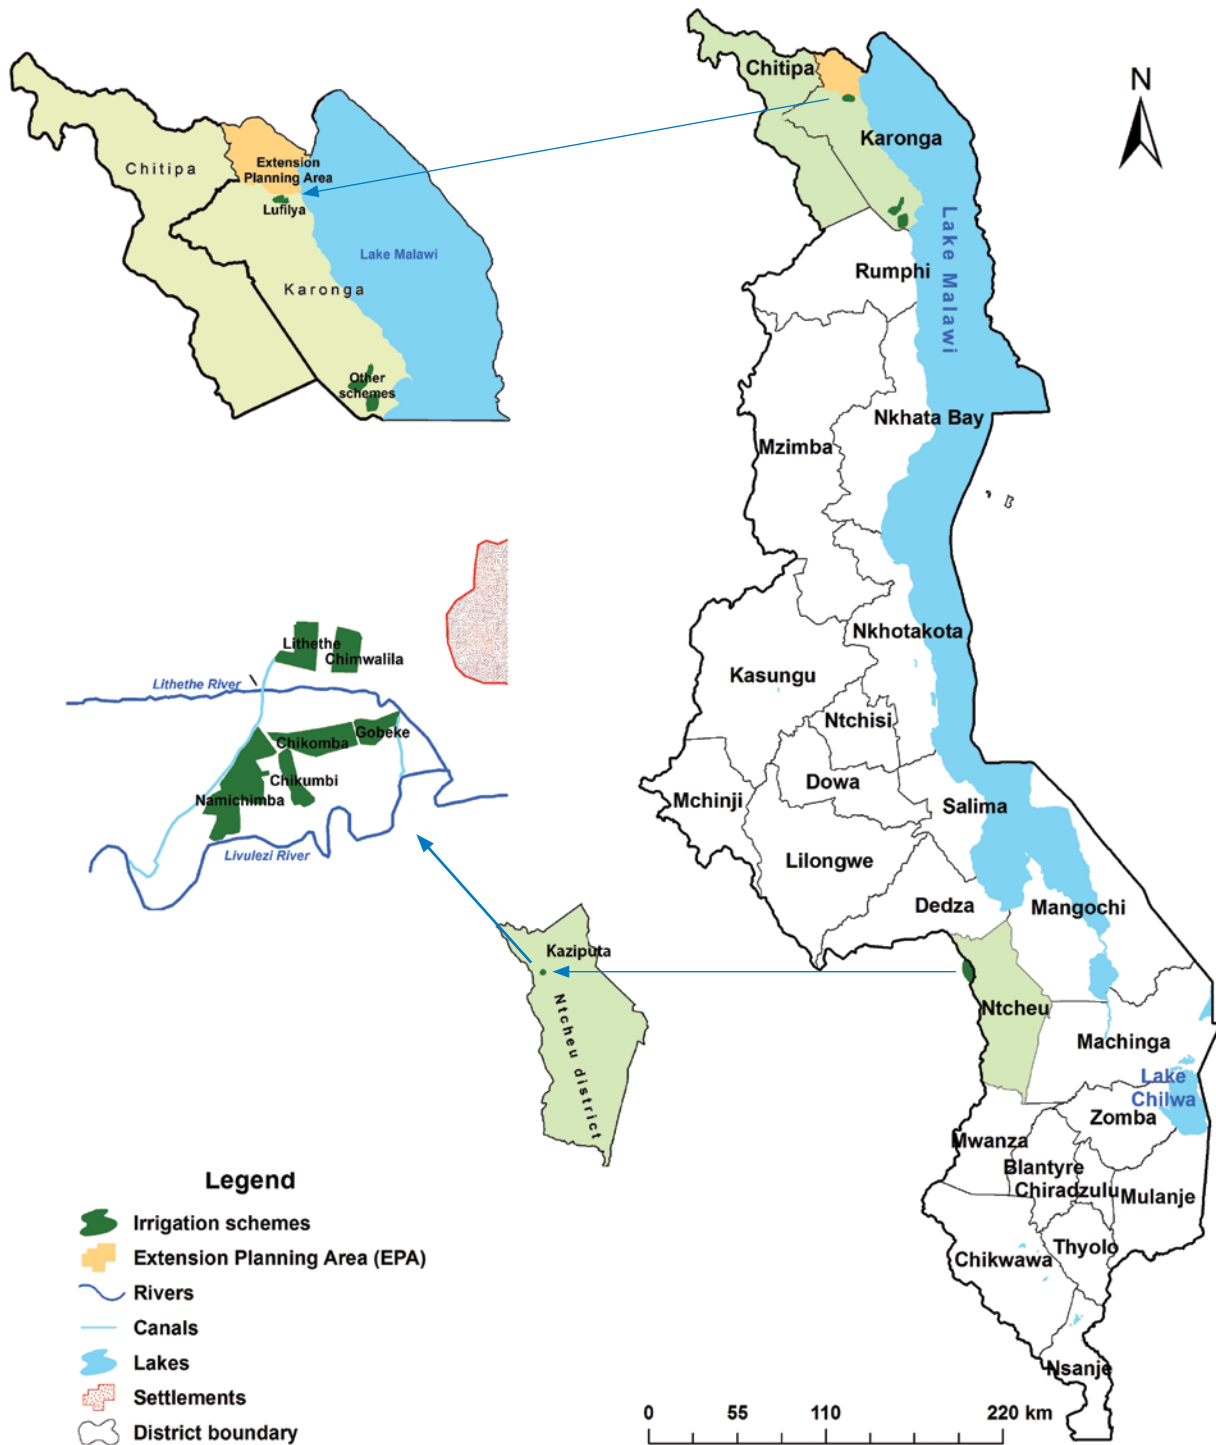 Chitipa
Extension
Planning Area
Lufilya
Lake Malawi
Karonga
Other
schemes
N
Chitipa
Karonga
Lake Malawi
Rumphi
Nkhata Bay
Mzimba
Nkhotakota
Kasungu
Ntchisi
Dowa
Mchinji
Salima
Lilongwe
Dedza
Mangochi
Ntcheu
Machinga
Lake
Chilwa
Zomba
Mwanza
Blantyre
Chiradzulu
Mulanje
Thyolo
Chikwawa
Nsanje
Lithethe
Chimwalila
Lithethe River
Gobeke
Chikomba
Chikumbi
Namichimba
Livulezi River
Kaziputa
Ntcheu district
Legend
Irrigation schemes
Extension Planning Area (EPA)
Rivers
Canals
Lakes
Settlements
District boundary
0 55 110 220 km